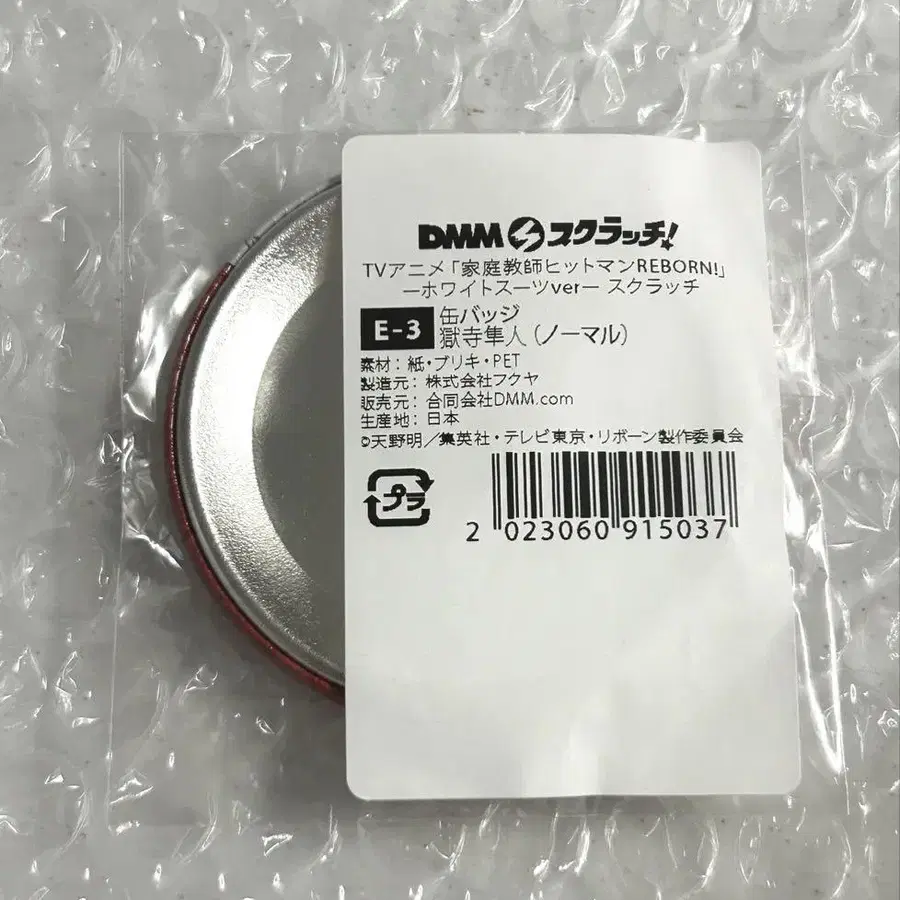 DMMスクラッチ!
TVアニメ「家庭教師ヒットマンREBORN!」
ーホワイトスーツverー スクラッチ
E-3 缶バッジ
獄寺隼人(ノーマル)
素材:紙・ブリキ・PET
製造元:株式会社フクヤ
販売元:合同会社DMM.com
生産地:日本
©天野明/集英社・テレビ東京・リボーン製作委員会
プラ
2 023060 915037